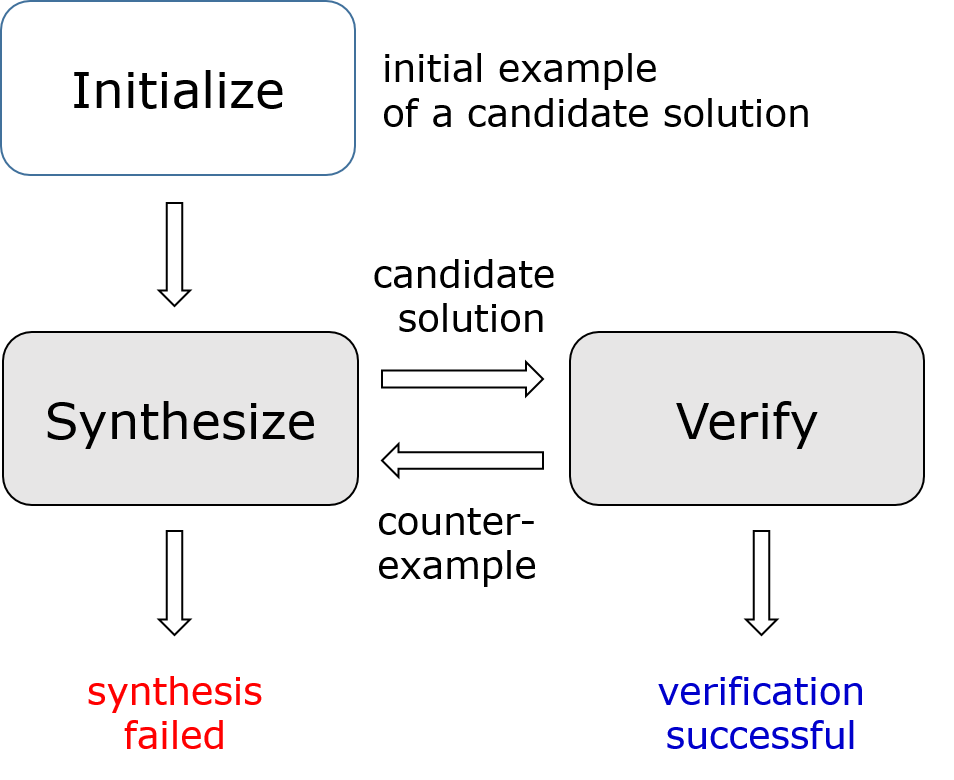 Initialize
initial example
of a candidate solution
candidate
solution
Synthesize
Verify
counter-
example
synthesis
failed
verification
successful